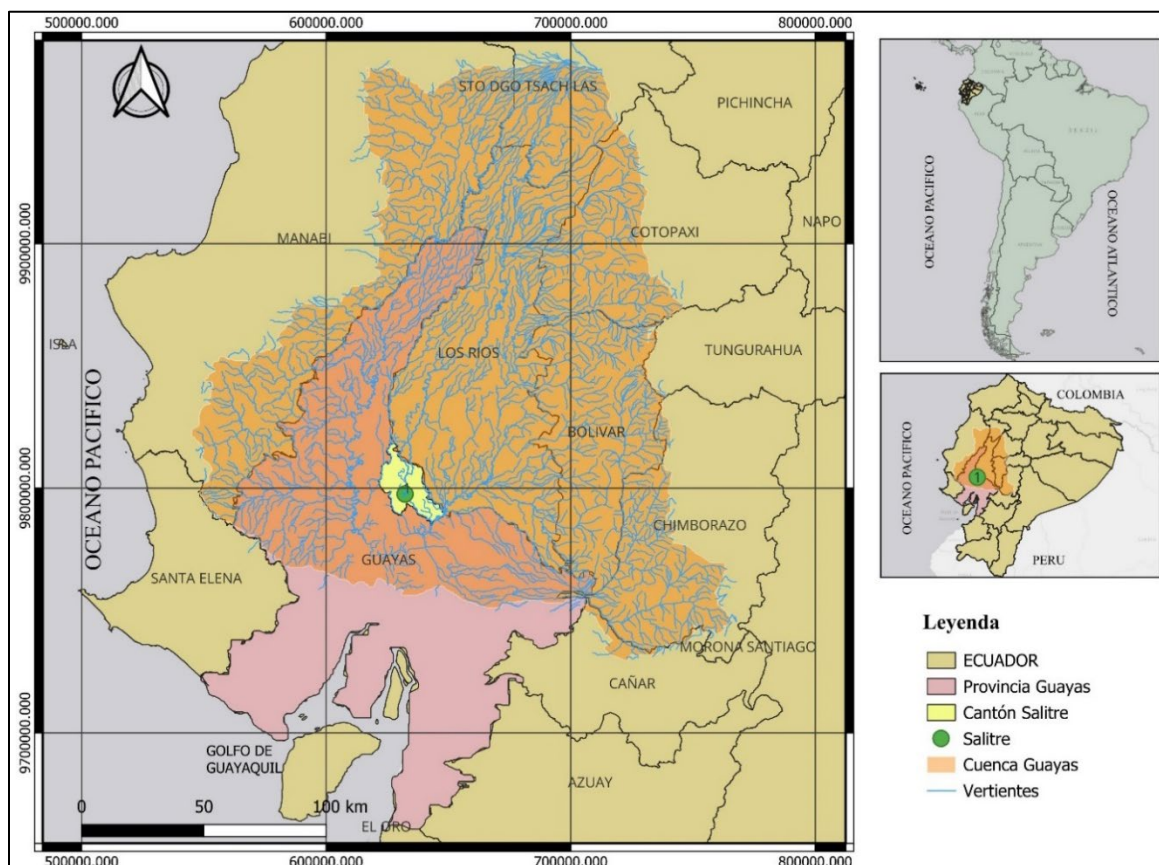 500000.000 600000.000 700000.000 800000.000
STO DGO TSACHILAS
PICHINCHA
9900000.000
MANABI
COTOPAXI
NAPO
ISLA
LOS RIOS
TUNGURAHUA
OCEANO PACIFICO
BOLIVAR
9800000.000
CHIMBORAZO
GUAYAS
SANTA ELENA
MORONA SANTIAGO
CAÑAR
9700000.000
GOLFO DE
GUAYAQUIL
AZUAY
0 50 100 km
EL ORO
500000.000 600000.000 700000.000 800000.000
OCEANO PACIFICO
OCEANO ATLANTICO
BRASIL
COLOMBIA
OCEANO PACIFICO
1
PERU
Leyenda
ECUADOR
Provincia Guayas
Cantón Salitre
Salitre
Cuenca Guayas
Vertientes